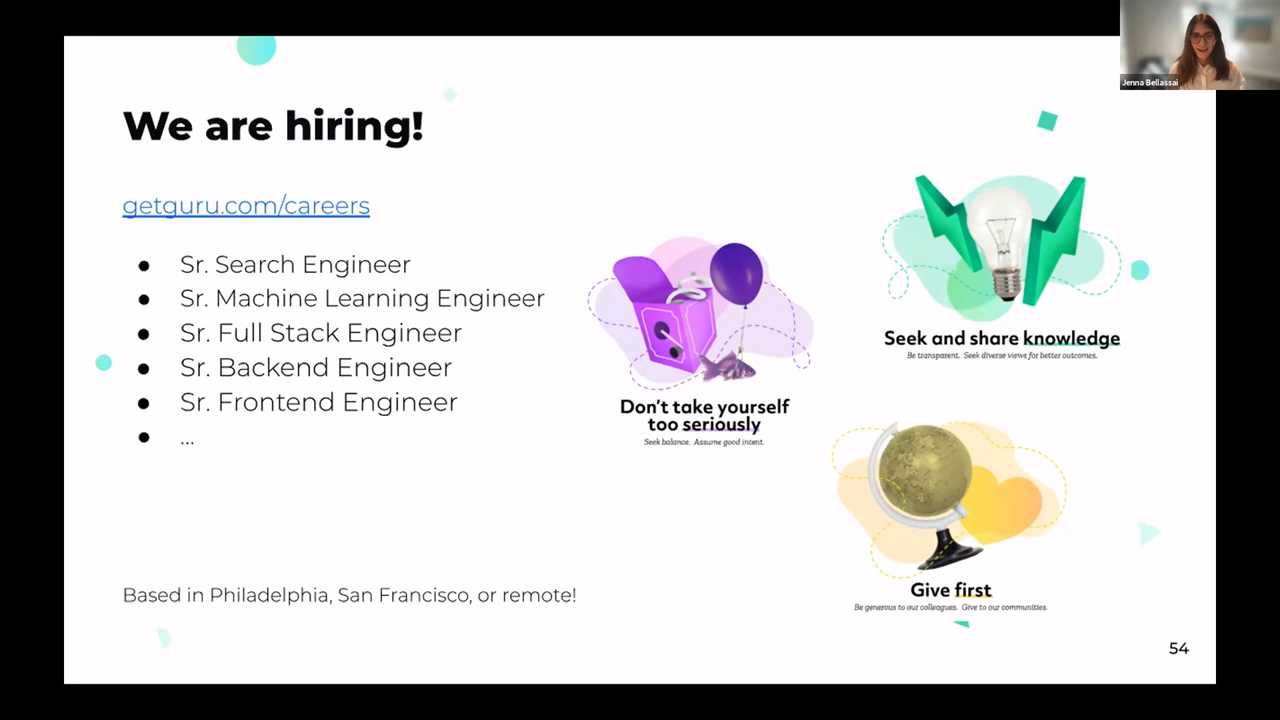 Jenna Bellassai
We are hiring!
getguru.com/careers
● Sr. Search Engineer
● Sr. Machine Learning Engineer
● Sr. Full Stack Engineer
● Sr. Backend Engineer
● Sr. Frontend Engineer
● ...
Based in Philadelphia, San Francisco, or remote!
Don't take yourself
too seriously
Seek balance. Assume good intent.
Seek and share knowledge
Be transparent. Seek diverse views for better outcomes.
Give first
Be generous to our colleagues. Give to our communities.
54